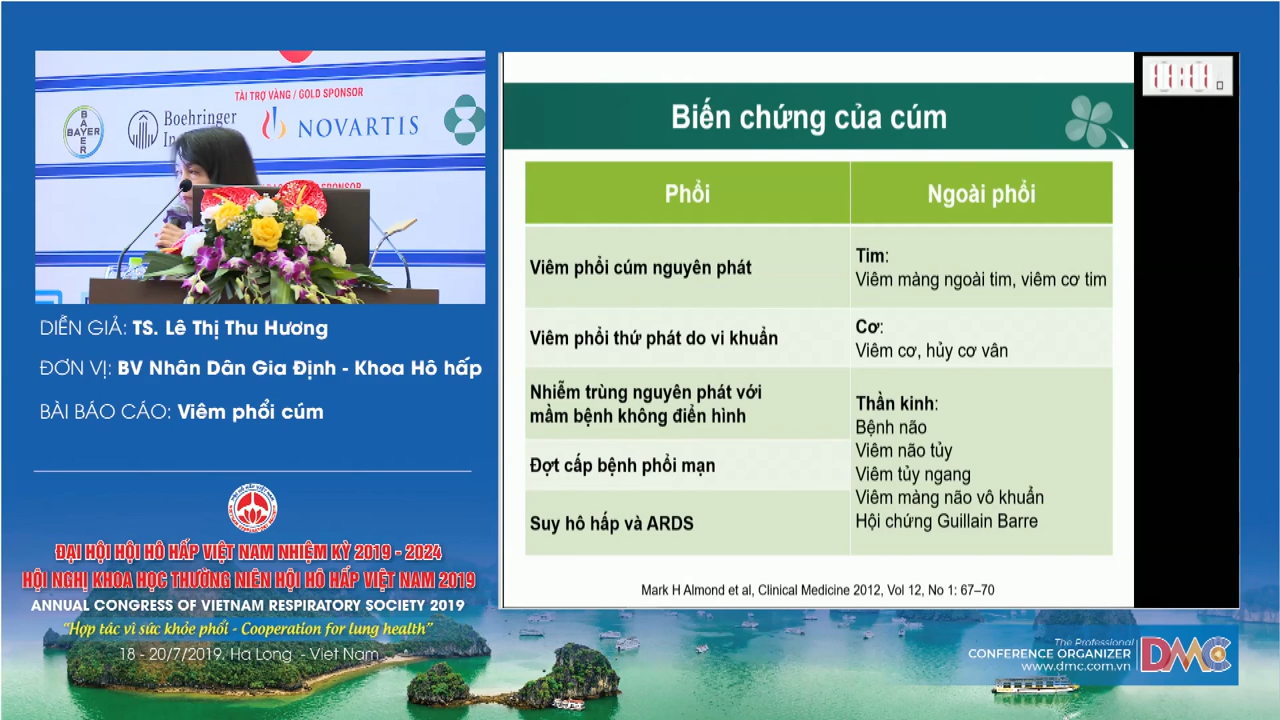 TÀI TRỢ VÀNG / GOLD SPONSOR
BAYER
BAYER
Boehringer
NOVARTIS
SPONSOR
DIỄN GIẢ: TS. Lê Thị Thu Hương
ĐƠN VỊ: BV Nhân Dân Gia Định - Khoa Hô hấp
BÀI BÁO CÁO: Viêm phổi cúm
ĐẠI HỘI HỘI HÔ HẤP VIỆT NAM NHIỆM KỲ 2019 - 2024
HỘI NGHỊ KHOA HỌC THƯỜNG NIÊN HỘI HÔ HẤP VIỆT NAM 2019
ANNUAL CONGRESS OF VIETNAM RESPIRATORY SOCIETY 2019
"Hợp tác vì sức khỏe phổi - Cooperation for lung health"
18 - 20/7/2019. Ha Long - Viet Nam
11:01
Biến chứng của cúm
Phổi
Ngoài phổi
Viêm phổi cúm nguyên phát
Tim:
Viêm màng ngoài tim, viêm cơ tim
Viêm phổi thứ phát do vi khuẩn
Cơ:
Viêm cơ, hủy cơ vân
Nhiễm trùng nguyên phát với
mầm bệnh không điển hình
Đợt cấp bệnh phổi mạn
Suy hô hấp và ARDS
Thần kinh:
Bệnh não
Viêm não tủy
Viêm tủy ngang
Viêm màng não vô khuẩn
Hội chứng Guillain Barre
Mark H Almond et al, Clinical Medicine 2012, Vol 12, No 1: 67–70
The Professional
CONFERENCE ORGANIZER
www.dmc.com.vn
DMC